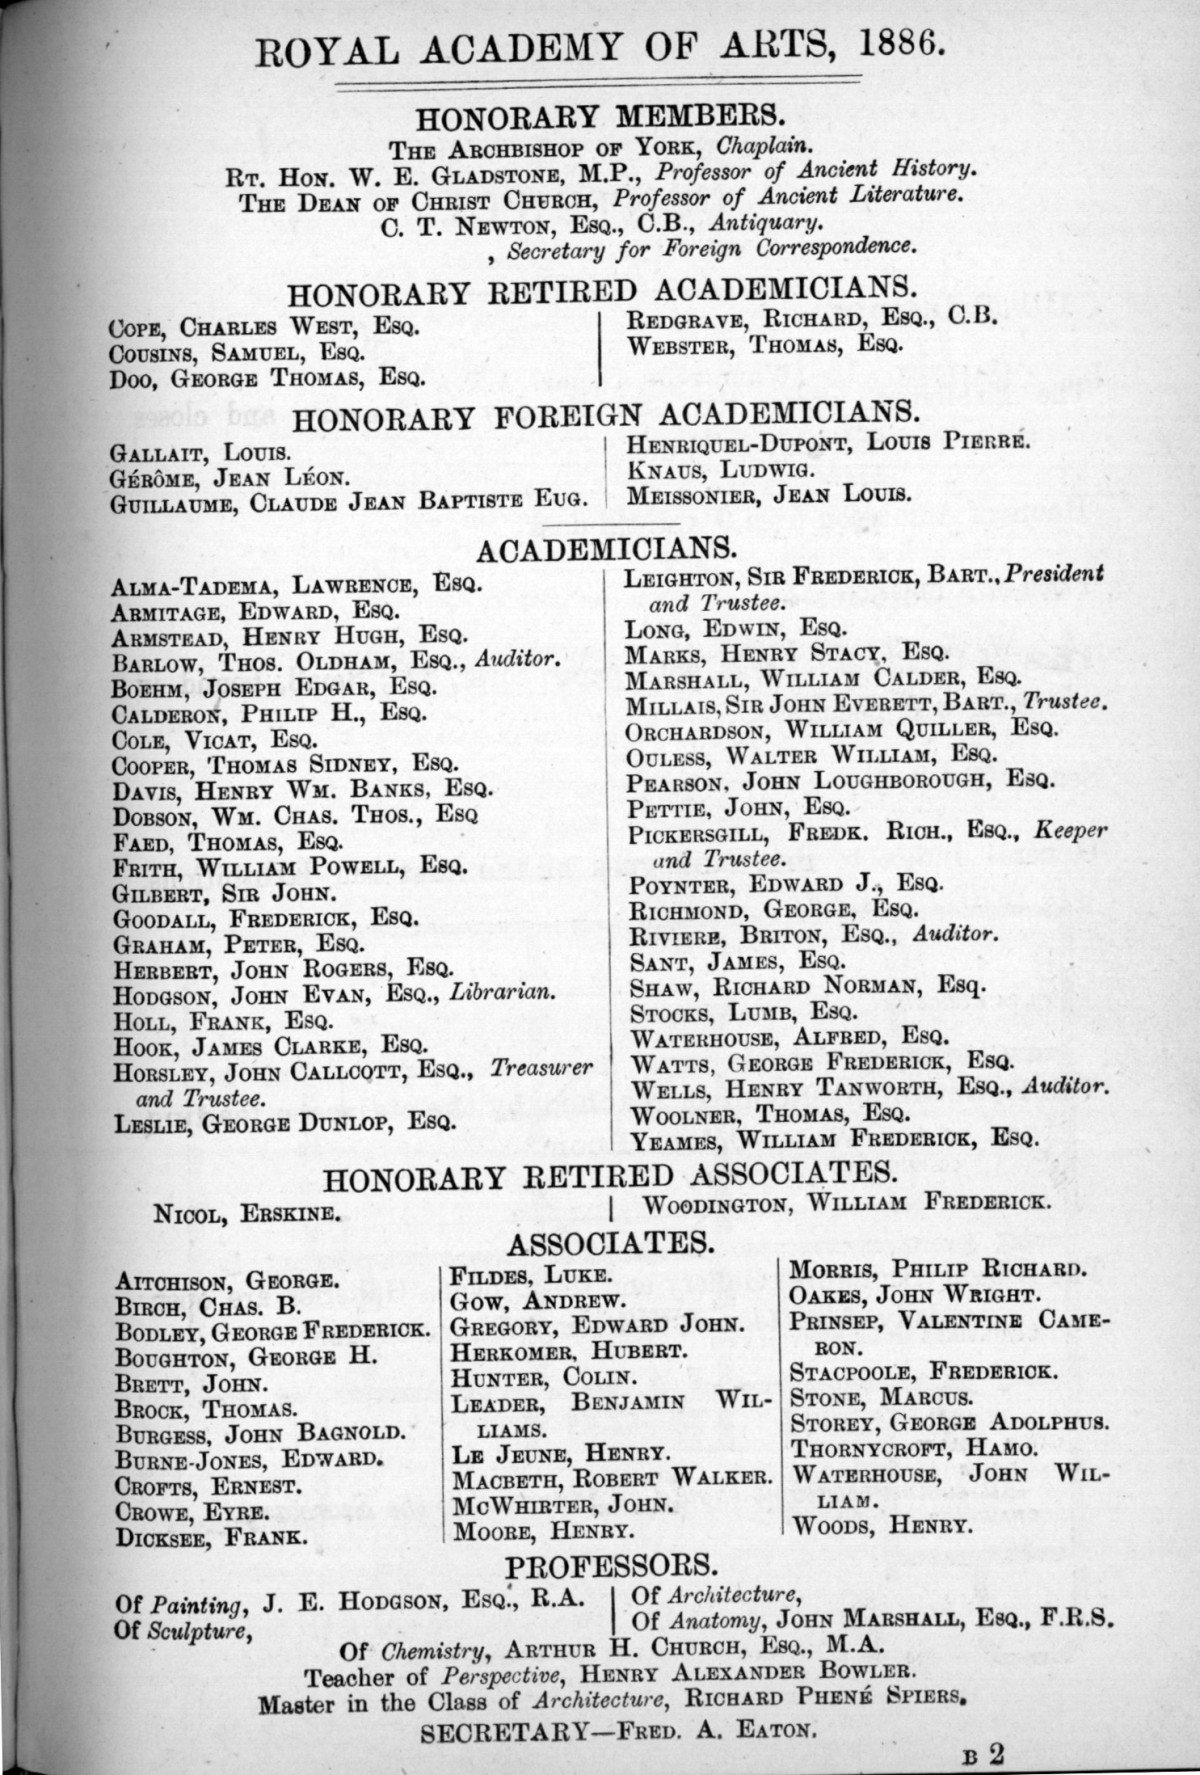 ROYAL ACADEMY OF ARTS, 1886.
HONORARY MEMBERS.
THE ARCHBISHOP OF YORK, Chaplain.
RT. HON. W. E. GLADSTONE, M.P., Professor of Ancient History.
THE DEAN OF CHRIST CHURCH, Professor of Ancient Literature.
C. T. NEWTON, ESQ., C.B., Antiquary.
, Secretary for Foreign Correspondence.
HONORARY RETIRED ACADEMICIANS.
COPE, CHARLES WEST, ESQ.
COUSINS, SAMUEL, ESQ.
DOO, GEORGE THOMAS, ESQ.
REDGRAVE, RICHARD, ESQ., C.B.
WEBSTER, THOMAS, ESQ.
HONORARY FOREIGN ACADEMICIANS.
GALLAIT, LOUIS.
GÉRÔME, JEAN LÉON.
GUILLAUME, CLAUDE JEAN BAPTISTE EUG.
HENRIQUEL-DUPONT, LOUIS PIERRE.
KNAUS, LUDWIG.
MEISSONIER, JEAN LOUIS.
ACADEMICIANS.
ALMA-TADEMA, LAWRENCE, ESQ.
ARMITAGE, EDWARD, ESQ.
ARMSTEAD, HENRY HUGH, ESQ.
BARLOW, THOS. OLDHAM, ESQ., Auditor.
BOEHM, JOSEPH EDGAR, ESQ.
CALDERON, PHILIP H., ESQ.
COLE, VICAT, ESQ.
COOPER, THOMAS SIDNEY, ESQ.
DAVIS, HENRY WM. BANKS, ESQ.
DOBSON, WM. CHAS. THOS., ESQ
FAED, THOMAS, ESQ.
FRITH, WILLIAM POWELL, ESQ.
GILBERT, SIR JOHN.
GOODALL, FREDERICK, ESQ.
GRAHAM, PETER, ESQ.
HERBERT, JOHN ROGERS, ESQ.
HODGSON, JOHN EVAN, ESQ., Librarian.
HOLL, FRANK, ESQ.
HOOK, JAMES CLARKE, ESQ.
HORSLEY, JOHN CALLCOTT, ESQ., Treasurer
and Trustee.
LESLIE, GEORGE DUNLOP, ESQ.
LEIGHTON, SIR FREDERICK, BART., President
and Trustee.
LONG, EDWIN, ESQ.
MARKS, HENRY STACY, ESQ.
MARSHALL, WILLIAM CALDER, ESQ.
MILLAIS, SIR JOHN EVERETT, BART., Trustee.
ORCHARDSON, WILLIAM QUILLER, ESQ.
OULESS, WALTER WILLIAM, ESQ.
PEARSON, JOHN LOUGHBOROUGH, ESQ.
PETTIE, JOHN, ESQ.
PICKERSGILL, FREDK. RICH., ESQ., Keeper
and Trustee.
POYNTER, EDWARD J., ESQ.
RICHMOND, GEORGE, ESQ.
RIVIERE, BRITON, ESQ., Auditor.
SANT, JAMES, ESQ.
SHAW, RICHARD NORMAN, Esq.
STOCKS, LUMB, ESQ.
WATERHOUSE, ALFRED, ESQ.
WATTS, GEORGE FREDERICK, ESQ.
WELLS, HENRY TANWORTH, ESQ., Auditor.
WOOLNER, THOMAS, ESQ.
YEAMES, WILLIAM FREDERICK, ESQ.
HONORARY RETIRED ASSOCIATES.
NICOL, ERSKINE.
WOODINGTON, WILLIAM FREDERICK.
ASSOCIATES.
AITCHISON, GEORGE.
BIRCH, CHAS. B.
BODLEY, GEORGE FREDERICK.
BOUGHTON, GEORGE H.
BRETT, JOHN.
BROCK, THOMAS.
BURGESS, JOHN BAGNOLD.
BURNE-JONES, EDWARD.
CROFTS, ERNEST.
CROWE, EYRE.
DICKSEE, FRANK.
FILDES, LUKE.
GOW, ANDREW.
GREGORY, EDWARD JOHN.
HERKOMER, HUBERT.
HUNTER, COLIN.
LEADER, BENJAMIN WIL-
LIAMS.
LE JEUNE, HENRY.
MACBETH, ROBERT WALKER.
MCWHIRTER, JOHN.
MOORE, HENRY.
MORRIS, PHILIP RICHARD.
OAKES, JOHN WRIGHT.
PRINSEP, VALENTINE CAME-
RON.
STACPOOLE, FREDERICK.
STONE, MARCUS.
STOREY, GEORGE ADOLPHUS.
THORNYCROFT, HAMO.
WATERHOUSE, JOHN WIL-
LIAM.
WOODS, HENRY.
PROFESSORS.
Of Painting, J. E. HODGSON, ESQ., R.A.
Of Sculpture,
Of Architecture,
Of Anatomy, JOHN MARSHALL, ESQ., F.R.S.
Of Chemistry, ARTHUR H. CHURCH, ESQ., M.A.
Teacher of Perspective, HENRY ALEXANDER BOWLER.
Master in the Class of Architecture, RICHARD PHENÉ SPIERS.
SECRETARY—FRED. A. EATON.
B 2